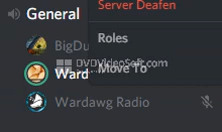 Server Deafen
General
Roles
BigDu
Ward
Move To
DVDVideoSoft.com
Wardawg Radio